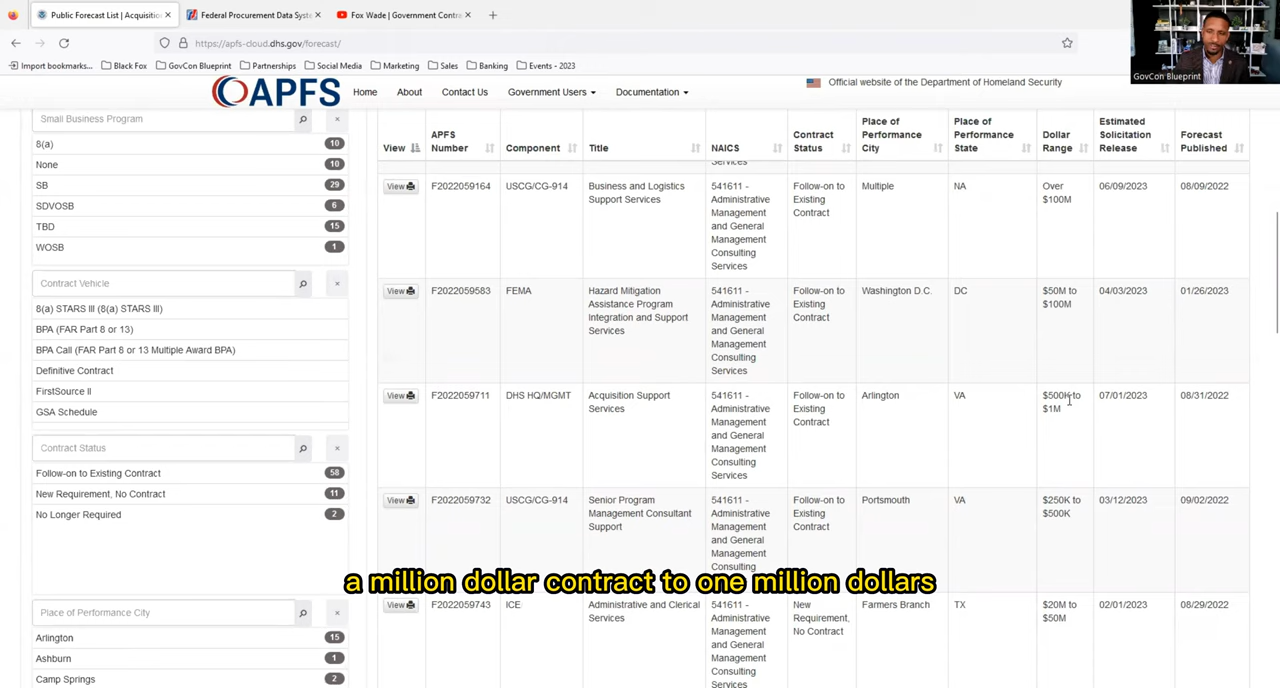 Public Forecast List | Acquisition
Federal Procurement Data Syst
Fox Wade | Government Contra
https://apfs-cloud.dhs.gov/forecast/
Import bookmarks...
Black Fox
GovCon Blueprint
Partnerships
Social Media
Marketing
Sales
Banking
Events - 2023
GovCon Blueprint
APFS
Home
About
Contact Us
Government Users
Documentation
Official website of the Department of Homeland Security
Small Business Program
8(a) 10
None 10
SB 29
SDVOSB 6
TBD 15
WOSB 1
Contract Vehicle
8(a) STARS III (8(a) STARS III)
BPA (FAR Part 8 or 13)
BPA Call (FAR Part 8 or 13 Multiple Award BPA)
Definitive Contract
FirstSource II
GSA Schedule
Contract Status
Follow-on to Existing Contract 58
New Requirement, No Contract 11
No Longer Required 2
Place of Performance City
Arlington 15
Ashburn 1
Camp Springs 2
View
APFS
Number
Component
Title
NAICS
Contract
Status
Place of
Performance
City
Place of
Performance
State
Dollar
Range
Estimated
Solicitation
Release
Forecast
Published
Services
View
F2022059164
USCG/CG-914
Business and Logistics
Support Services
541611 -
Administrative
Management
and General
Management
Consulting
Services
Follow-on to
Existing
Contract
Multiple
NA
Over
$100M
06/09/2023
08/09/2022
View
F2022059583
FEMA
Hazard Mitigation
Assistance Program
Integration and Support
Services
541611 -
Administrative
Management
and General
Management
Consulting
Services
Follow-on to
Existing
Contract
Washington D.C.
DC
$50M to
$100M
04/03/2023
01/26/2023
View
F2022059711
DHS HQ/MGMT
Acquisition Support
Services
541611 -
Administrative
Management
and General
Management
Consulting
Services
Follow-on to
Existing
Contract
Arlington
VA
$500K to
$1M
07/01/2023
08/31/2022
View
F2022059732
USCG/CG-914
Senior Program
Management Consultant
Support
541611 -
Administrative
Management
and General
Management
Consulting
Follow-on to
Existing
Contract
Portsmouth
VA
$250K to
$500K
03/12/2023
09/02/2022
a million dollar contract to one million dollars
View
F2022059743
ICE
Administrative and Clerical
Services
541611 -
Administrative
Management
and General
Management
New
Requirement,
No Contract
Farmers Branch
TX
$20M to
$50M
02/01/2023
08/29/2022